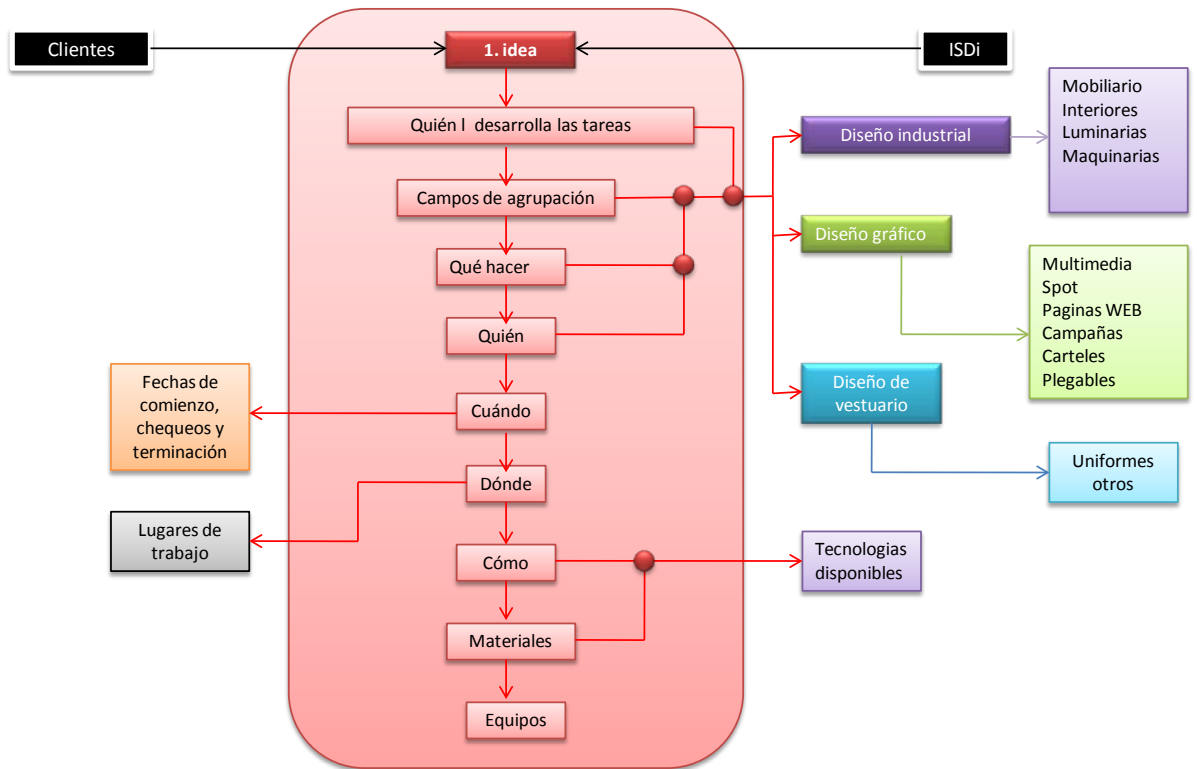 Clientes
1. idea
ISDi
Quién l desarrolla las tareas
Campos de agrupación
Qué hacer
Quién
Cuándo
Dónde
Cómo
Materiales
Equipos
Fechas de
comienzo,
chequeos y
terminación
Lugares de
trabajo
Diseño industrial
Mobiliario
Interiores
Luminarias
Maquinarias
Diseño gráfico
Multimedia
Spot
Paginas WEB
Campañas
Carteles
Plegables
Diseño de
vestuario
Uniformes
otros
Tecnologias
disponibles